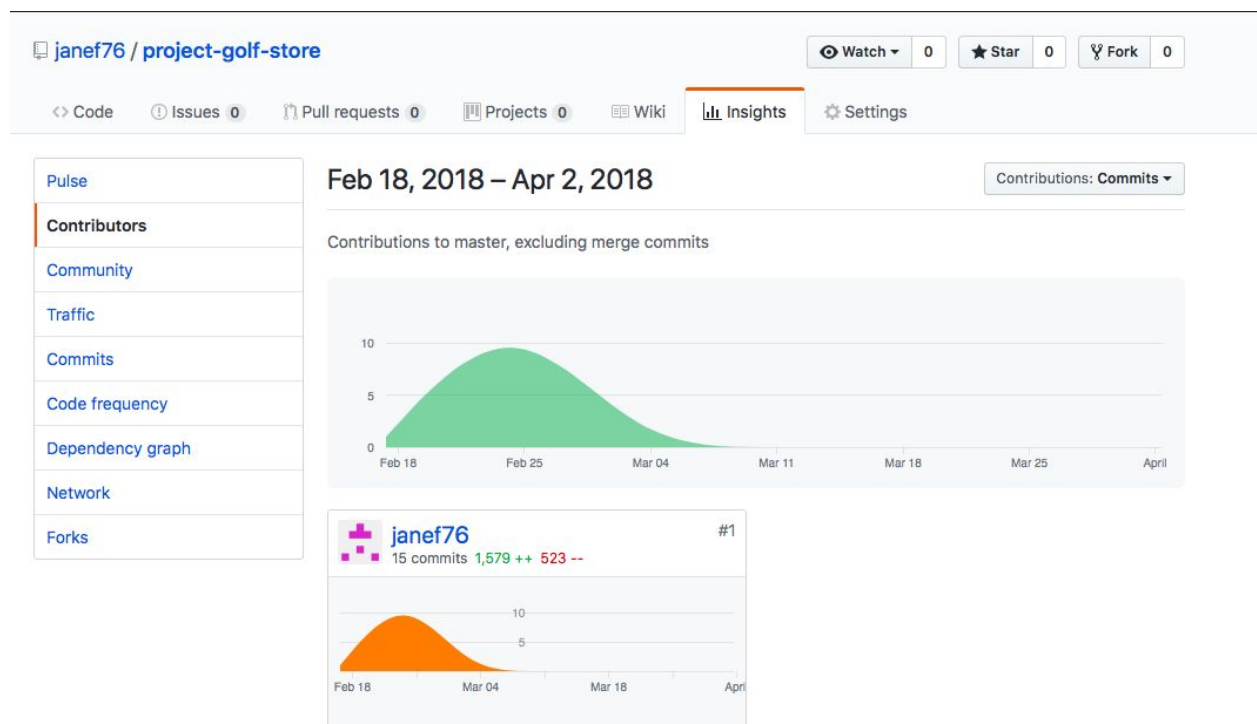 janef76 / project-golf-store
Watch 0 Star 0 Fork 0
<> Code Issues 0 Pull requests 0 Projects 0 Wiki Insights Settings
Pulse
Contributors
Community
Traffic
Commits
Code frequency
Dependency graph
Network
Forks
Feb 18, 2018 – Apr 2, 2018
Contributions: Commits
Contributions to master, excluding merge commits
10
5
0
Feb 18 Feb 25 Mar 04 Mar 11 Mar 18 Mar 25 April
janef76 #1
15 commits 1,579 ++ 523 --
10
5
Feb 18 Mar 04 Mar 18 Apri